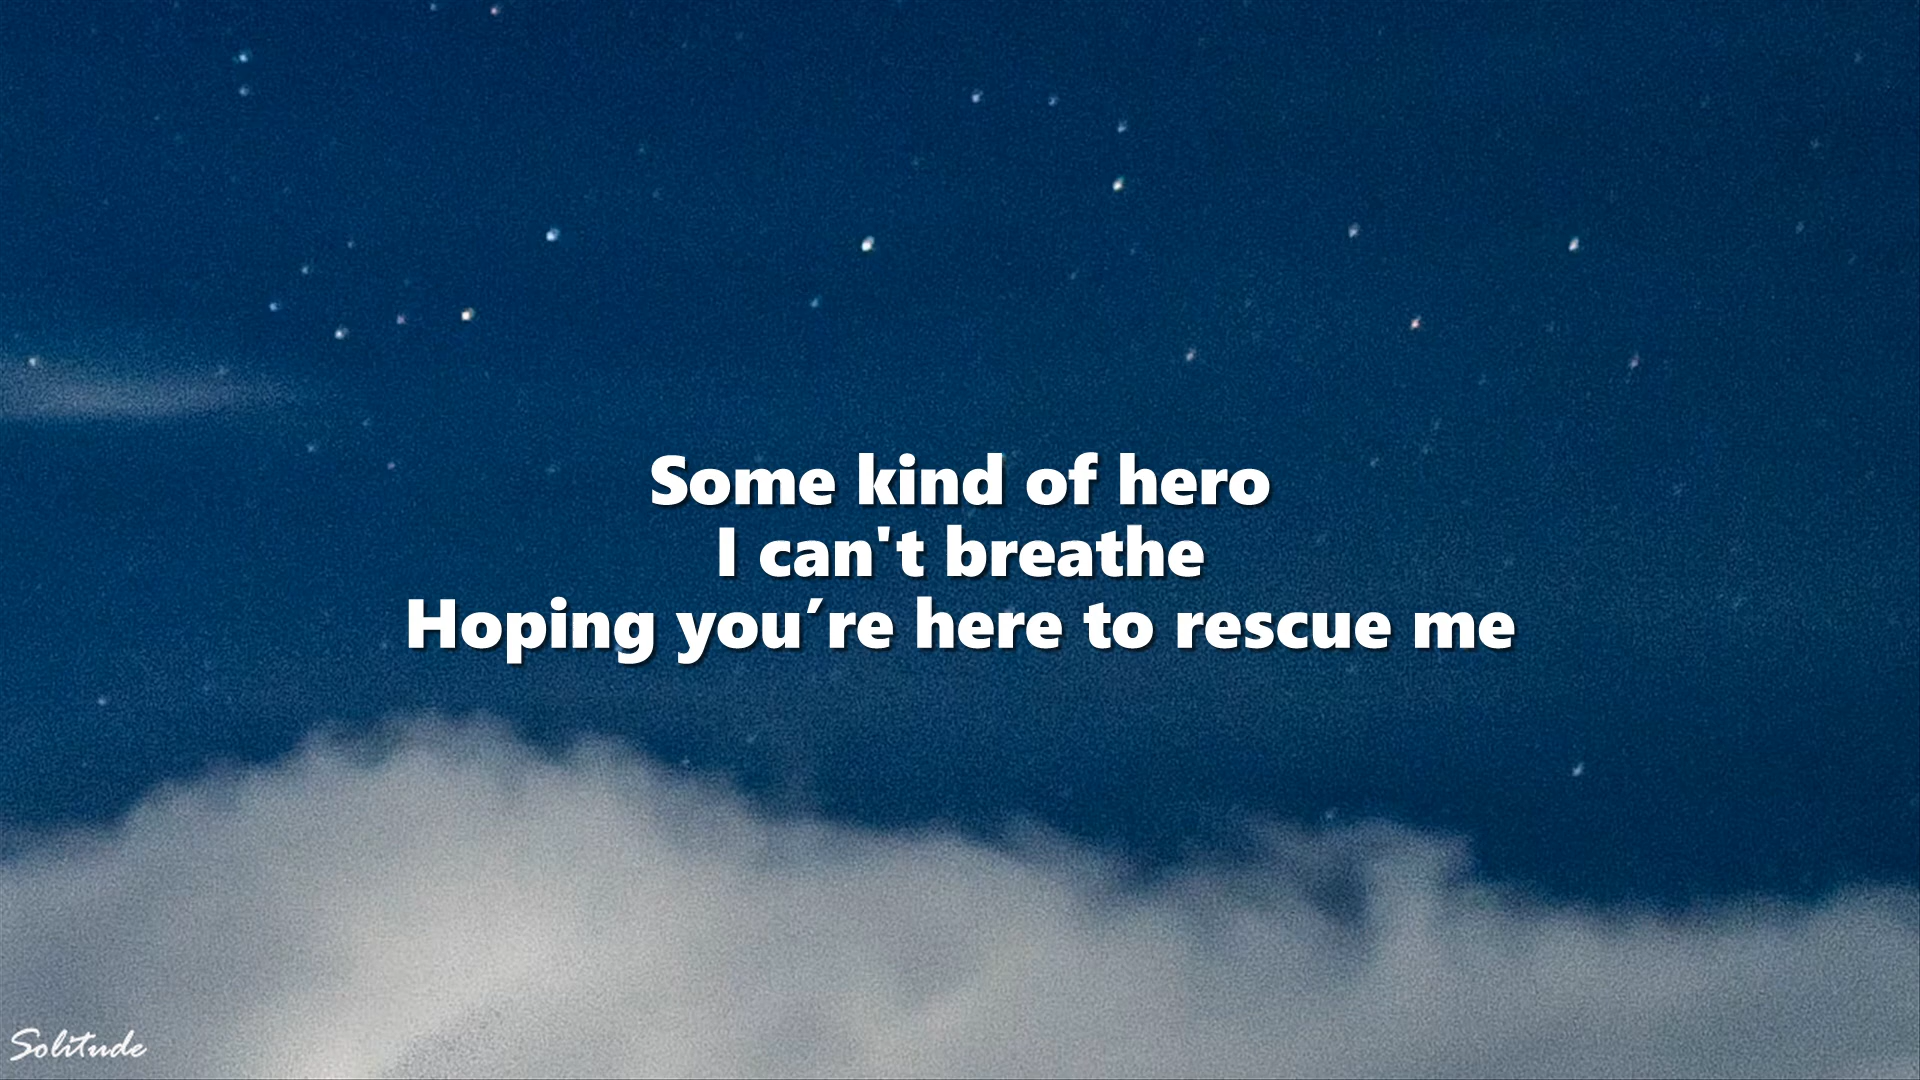 Some kind of hero
I can't breathe
Hoping you’re here to rescue me
Solitude